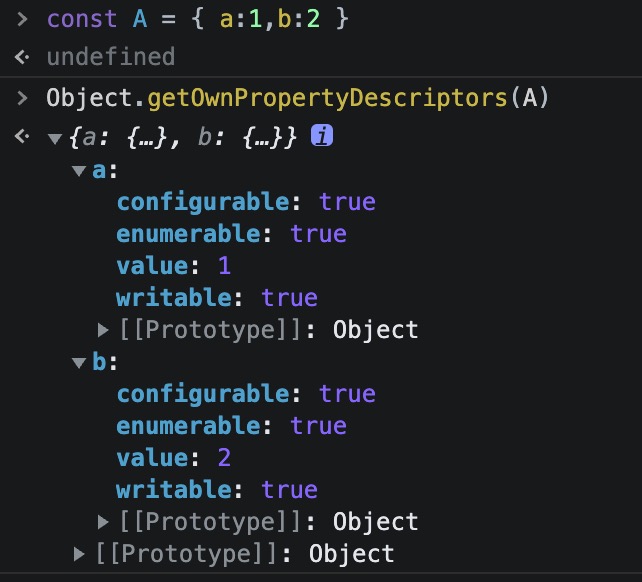 > const A = { a:1,b:2 }
undefined
> Object.getOwnPropertyDescriptors(A)
{a: {…}, b: {…}} i
a:
configurable: true
enumerable: true
value: 1
writable: true
[[Prototype]]: Object
b:
configurable: true
enumerable: true
value: 2
writable: true
[[Prototype]]: Object
[[Prototype]]: Object